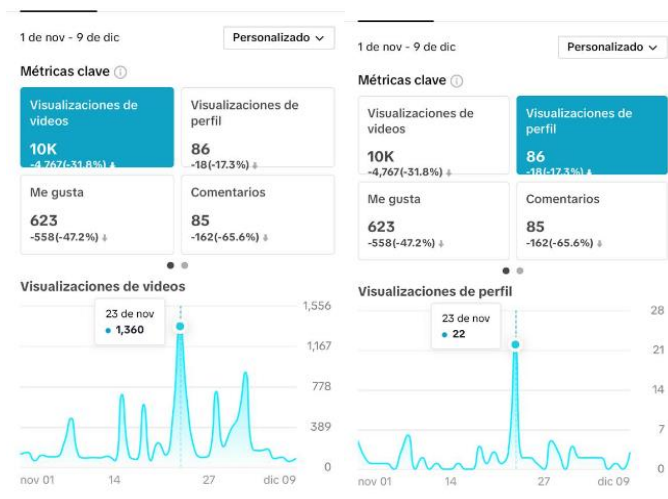 1 de nov - 9 de dic
Personalizado
Métricas clave
Visualizaciones de videos
10K
-4,767(-31.8%)
Visualizaciones de perfil
86
-18(-17.3%)
Me gusta
623
-558(-47.2%)
Comentarios
85
-162(-65.6%)
Visualizaciones de videos
23 de nov
1,360
1,556
1,167
778
389
0
nov 01
14
27
dic 09
1 de nov - 9 de dic
Personalizado
Métricas clave
Visualizaciones de videos
10K
-4,767(-31.8%)
Visualizaciones de perfil
86
-18(-17.3%)
Me gusta
623
-558(-47.2%)
Comentarios
85
-162(-65.6%)
Visualizaciones de perfil
23 de nov
22
28
21
14
7
0
nov 01
14
27
dic 09